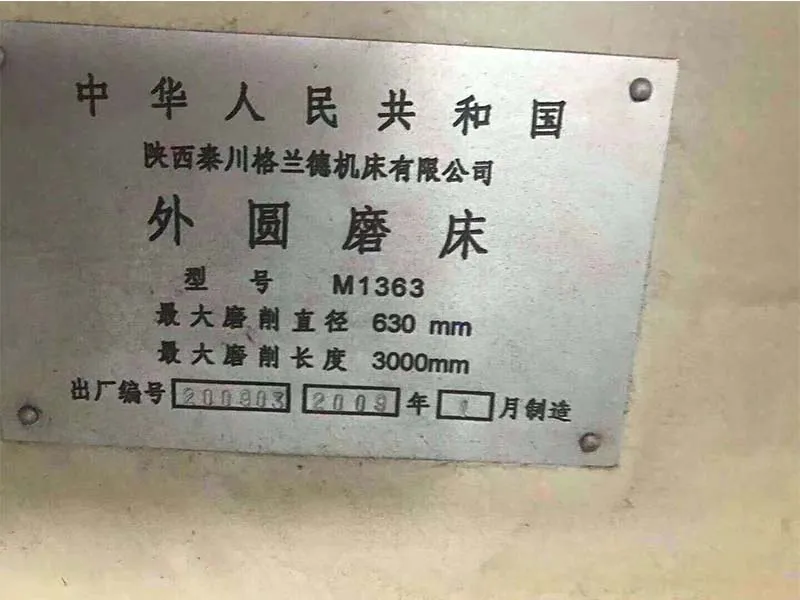 中华人民共和国
陕西秦川格兰德机床有限公司
外圆磨床
型号 M1363
最大磨削直径 630 mm
最大磨削长度 3000mm
出厂编号 200903 2009 年 1 月制造